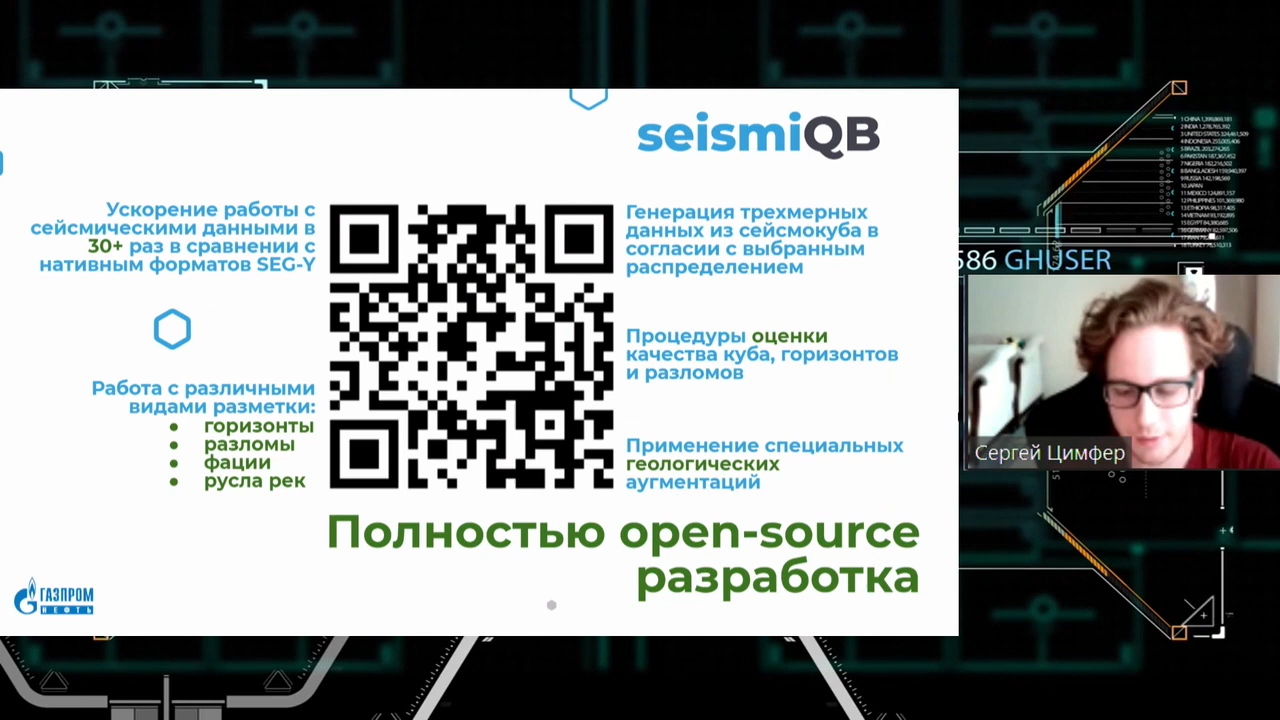 seismiQB
Ускорение работы с
сейсмическими данными в
30+ раз в сравнении с
нативным форматов SEG-Y
Работа с различными
видами разметки:
● горизонты
● разломы
● фации
● русла рек
Генерация трехмерных
данных из сейсмокуба в
согласии с выбранным
распределением
Процедуры оценки
качества куба, горизонтов
и разломов
Применение специальных
геологических
аугментаций
Полностью open-source
разработка
ГАЗПРОМ
НЕФТЬ
586 GHUSER
Сергей Цимфер